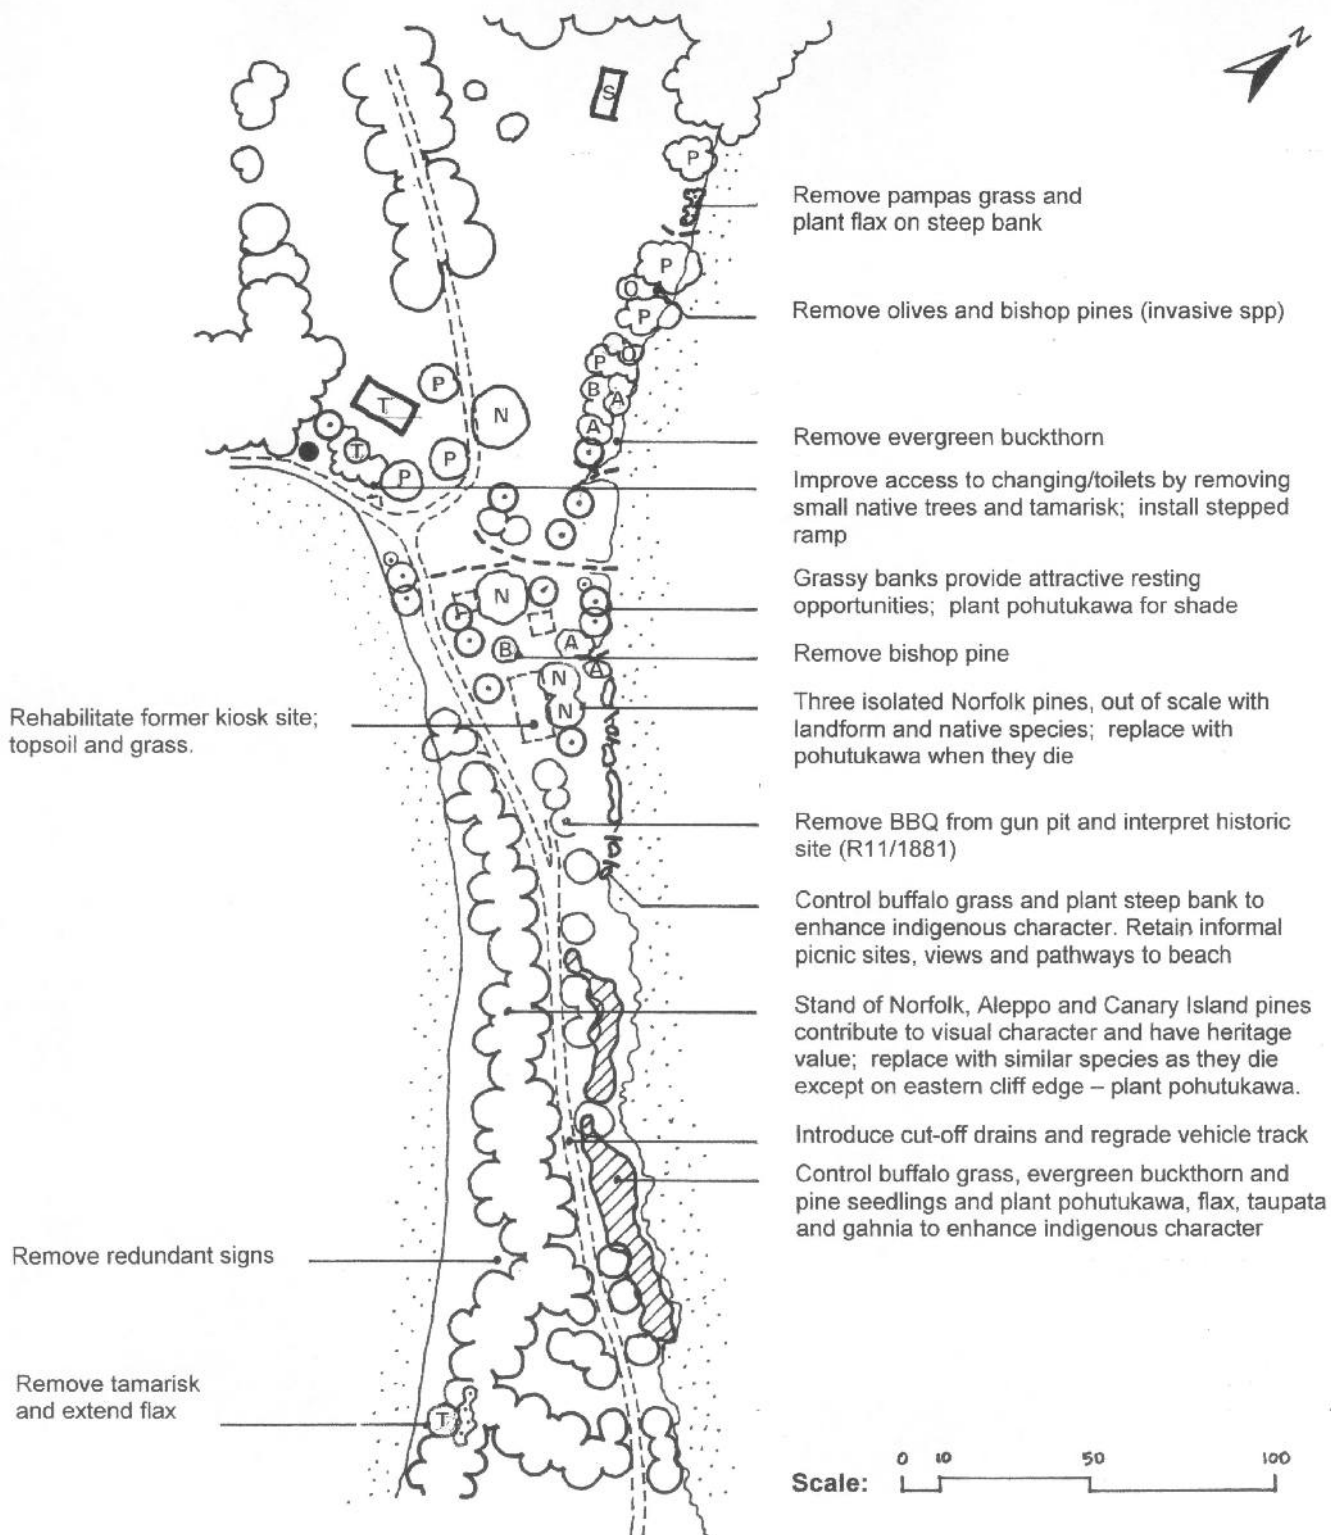 N
S
P
Remove pampas grass and
plant flax on steep bank
P
O
P
Remove olives and bishop pines (invasive spp)
O
P
P
B
A
T
N
A
Remove evergreen buckthorn
T
P
P
Improve access to changing/toilets by removing
small native trees and tamarisk; install stepped
ramp
Grassy banks provide attractive resting
opportunities; plant pohutukawa for shade
N
B
A
Remove bishop pine
A
N
N
Three isolated Norfolk pines, out of scale with
landform and native species; replace with
pohutukawa when they die
Rehabilitate former kiosk site;
topsoil and grass.
Remove BBQ from gun pit and interpret historic
site (R11/1881)
Control buffalo grass and plant steep bank to
enhance indigenous character. Retain informal
picnic sites, views and pathways to beach
Stand of Norfolk, Aleppo and Canary Island pines
contribute to visual character and have heritage
value; replace with similar species as they die
except on eastern cliff edge – plant pohutukawa.
Introduce cut-off drains and regrade vehicle track
Control buffalo grass, evergreen buckthorn and
pine seedlings and plant pohutukawa, flax, taupata
and gahnia to enhance indigenous character
Remove redundant signs
Remove tamarisk
and extend flax
T
Scale: 0 10 50 100